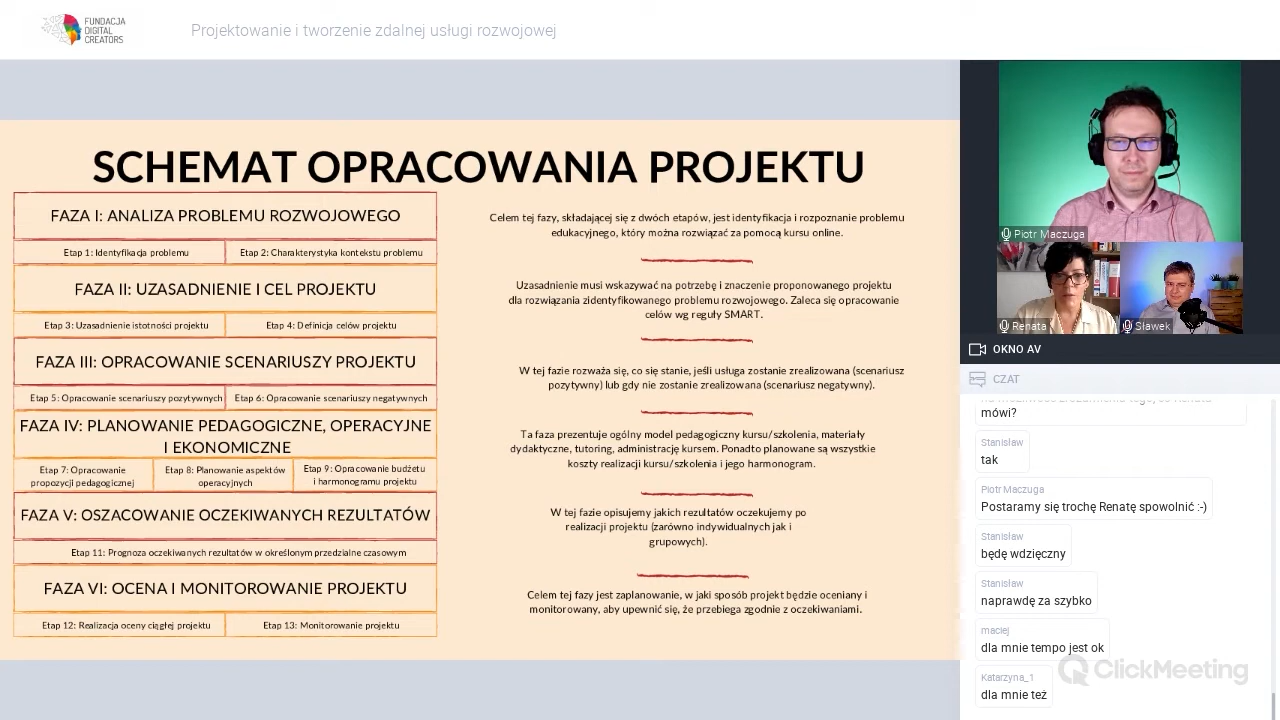 FUNDACJA
DIGITAL
CREATORS
Projektowanie i tworzenie zdalnej usługi rozwojowej
SCHEMAT OPRACOWANIA PROJEKTU
FAZA I: ANALIZA PROBLEMU ROZWOJOWEGO
Etap 1: Identyfikacja problemu
Etap 2: Charakterystyka kontekstu problemu
Celem tej fazy, składającej się z dwóch etapów, jest identyfikacja i rozpoznanie problemu
edukacyjnego, który można rozwiązać za pomocą kursu online.
FAZA II: UZASADNIENIE I CEL PROJEKTU
Etap 3: Uzasadnienie istotności projektu
Etap 4: Definicja celów projektu
Uzasadnienie musi wskazywać na potrzebę i znaczenie proponowanego projektu
dla rozwiązania zidentyfikowanego problemu rozwojowego. Zaleca się opracowanie
celów wg reguły SMART.
FAZA III: OPRACOWANIE SCENARIUSZY PROJEKTU
Etap 5: Opracowanie scenariuszy pozytywnych
Etap 6: Opracowanie scenariuszy negatywnych
W tej fazie rozważa się, co się stanie, jeśli usługa zostanie zrealizowana (scenariusz
pozytywny) lub gdy nie zostanie zrealizowana (scenariusz negatywny).
FAZA IV: PLANOWANIE PEDAGOGICZNE, OPERACYJNE
I EKONOMICZNE
Etap 7: Opracowanie
propozycji pedagogicznej
Etap 8: Planowanie aspektów
operacyjnych
Etap 9: Opracowanie budżetu
i harmonogramu projektu
Ta faza prezentuje ogólny model pedagogiczny kursu/szkolenia, materiały
dydaktyczne, tutoring, administrację kursem. Ponadto planowane są wszystkie
koszty realizacji kursu/szkolenia i jego harmonogram.
FAZA V: OSZACOWANIE OCZEKIWANYCH REZULTATÓW
Etap 11: Prognoza oczekiwanych rezultatów w określonym przedzialne czasowym
W tej fazie opisujemy jakich rezultatów oczekujemy po
realizacji projektu (zarówno indywidualnych jak i
grupowych).
FAZA VI: OCENA I MONITOROWANIE PROJEKTU
Etap 12: Realizacja oceny ciągłej projektu
Etap 13: Monitorowanie projektu
Celem tej fazy jest zaplanowanie, w jaki sposób projekt będzie oceniany i
monitorowany, aby upewnić się, że przebiega zgodnie z oczekiwaniami.
Piotr Maczuga
Renata
Sławek
OKNO AV
CZAT
mówi?
Stanisław
tak
Piotr Maczuga
Postaramy się trochę Renatę spowolnić :-)
Stanisław
będę wdzięczny
Stanisław
naprawdę za szybko
maciej
dla mnie tempo jest ok
Katarzyna_1
dla mnie też
ClickMeeting